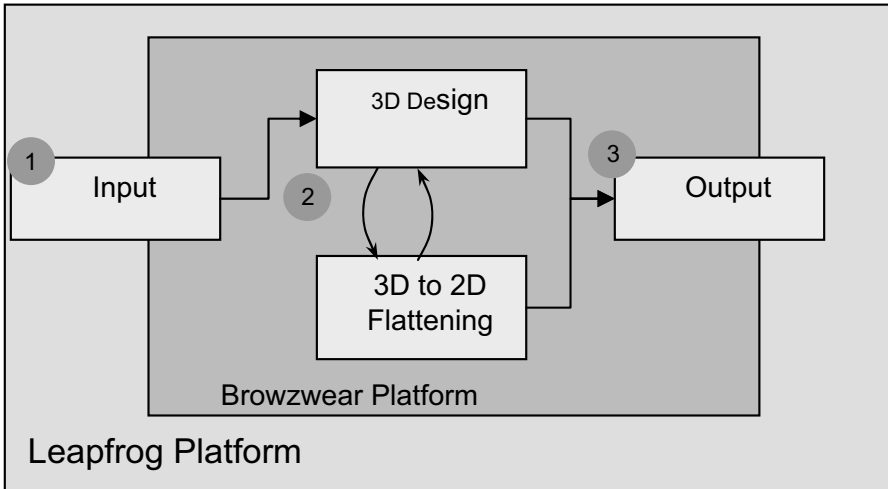 3D Design
1
3
Input
2
Output
3D to 2D
Flattening
Browzwear Platform
Leapfrog Platform